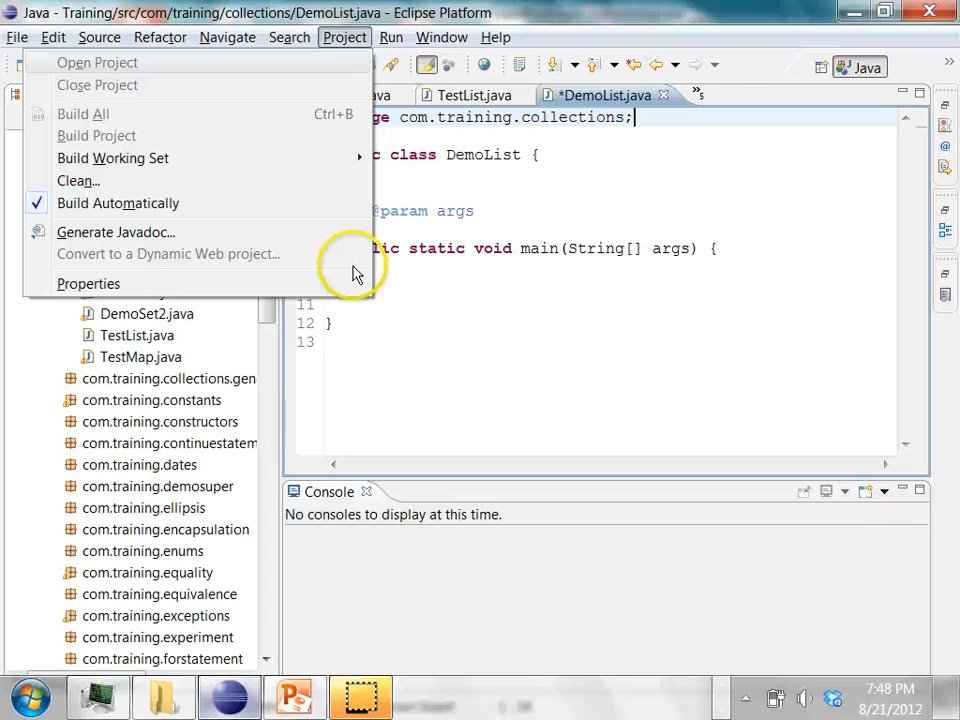 Java - Training/src/com/training/collections/DemoList.java - Eclipse Platform
File Edit Source Refactor Navigate Search Project Run Window Help
Java
Open Project
Close Project
Build All Ctrl+B
Build Project
Build Working Set
Clean...
Build Automatically
Generate Javadoc...
Convert to a Dynamic Web project...
Properties
DemoSet2.java
TestList.java
TestMap.java
com.training.collections.gen
com.training.constants
com.training.constructors
com.training.continuestatem
com.training.dates
com.training.demosuper
com.training.ellipsis
com.training.encapsulation
com.training.enums
com.training.equality
com.training.equivalence
com.training.exceptions
com.training.experiment
com.training.forstatement
ava TestList.java *DemoList.java »5
ge com.training.collections;
c class DemoList {
@param args
lic static void main(String[] args) {
11
12 }
13
Console
No consoles to display at this time.
7:48 PM
8/21/2012